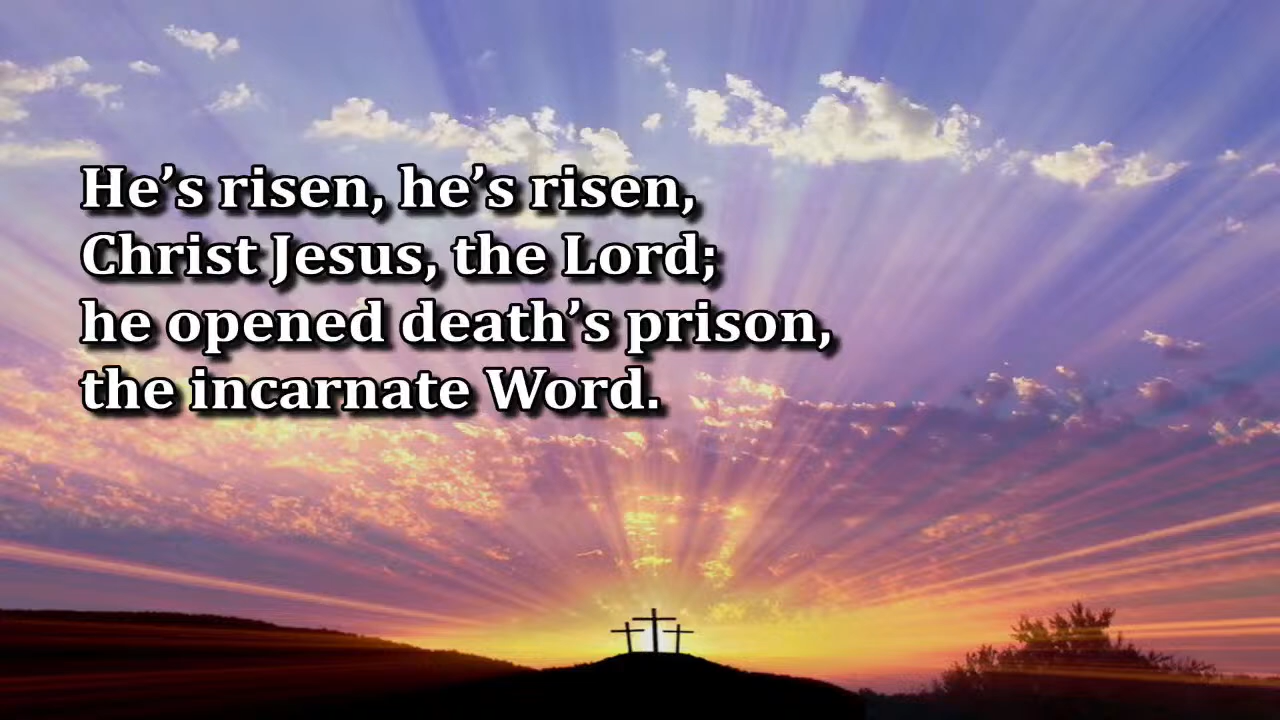 He’s risen, he’s risen,
Christ Jesus, the Lord;
he opened death’s prison,
the incarnate Word.